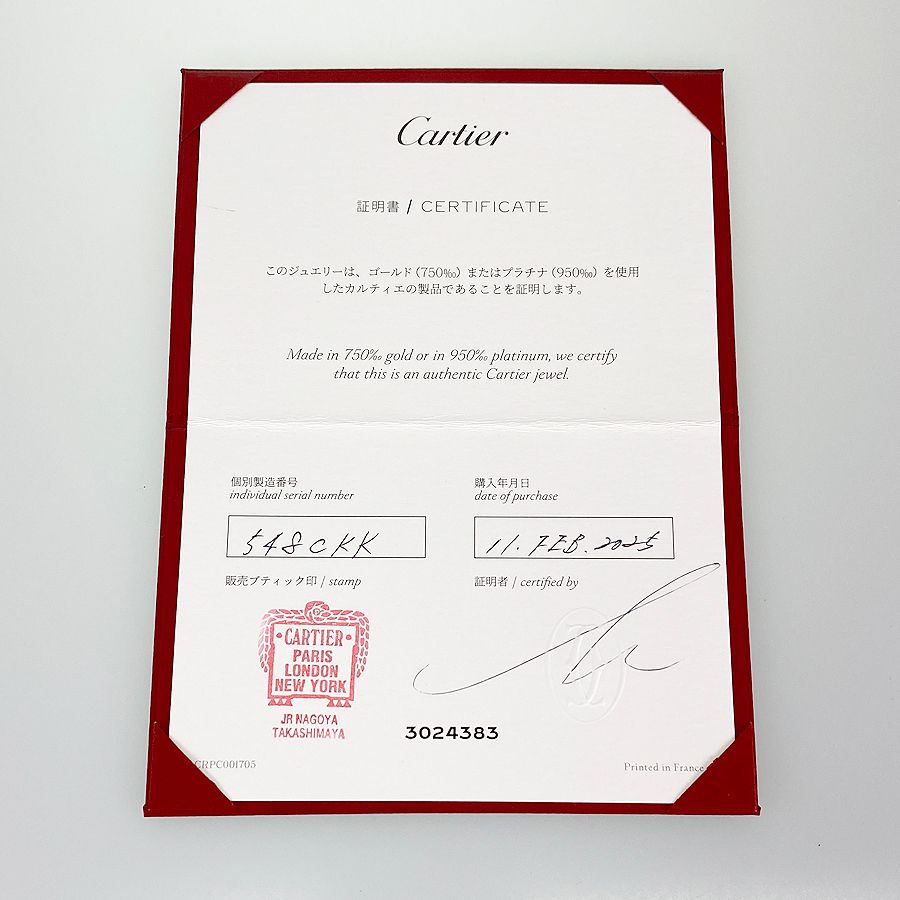 Cartier
証明書 / CERTIFICATE
このジュエリーは、ゴールド（750‰）またはプラチナ（950‰）を使用
したカルティエの製品であることを証明します。
Made in 750‰ gold or in 950‰ platinum, we certify
that this is an authentic Cartier jewel.
個別製造番号
individual serial number
購入年月日
date of purchase
548CKK
11. FEB. 2025
販売ブティック印 / stamp
証明者 / certified by
CARTIER
PARIS
LONDON
NEW YORK
JR NAGOYA
TAKASHIMAYA
3024383
CRPC001705
Printed in France